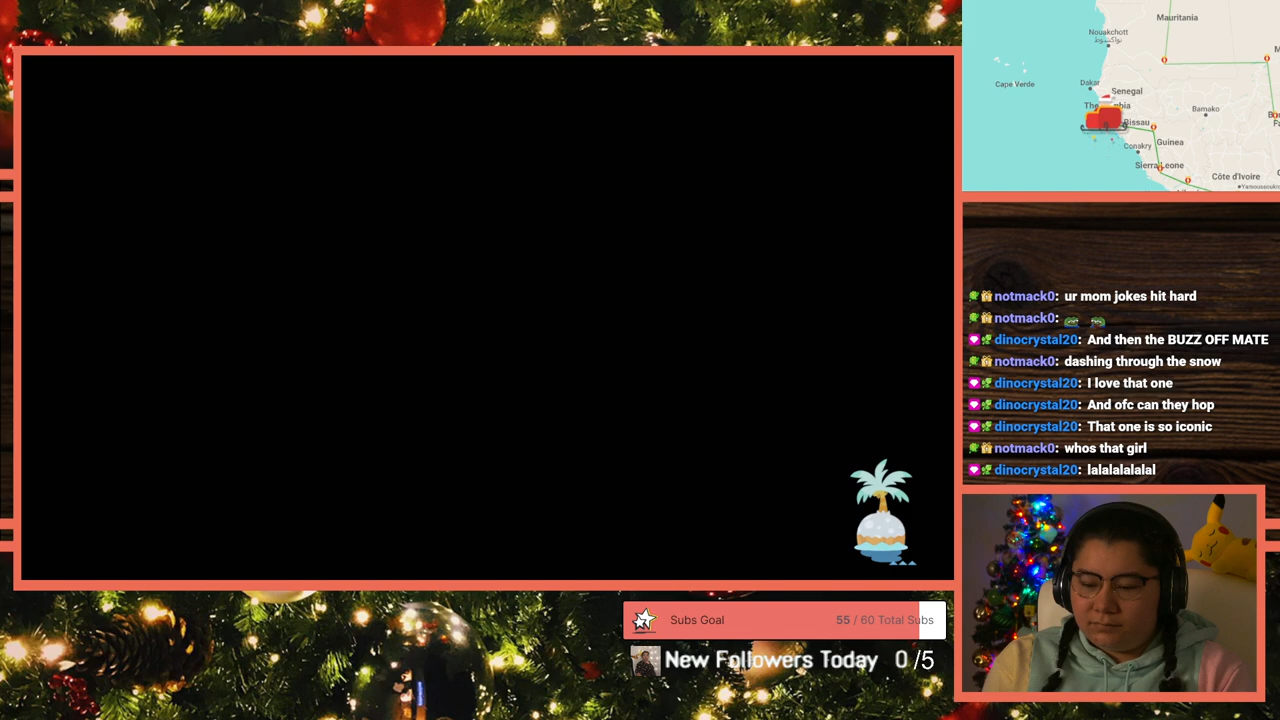 Mauritania
Nouakchott
نواكشوط
Cape Verde
Dakar
Senegal
Bamako
Bissau
Guinea
Conakry
Sierra Leone
Côte d'Ivoire
notmack0: ur mom jokes hit hard
notmack0:
dinocrystal20: And then the BUZZ OFF MATE
notmack0: dashing through the snow
dinocrystal20: I love that one
dinocrystal20: And ofc can they hop
dinocrystal20: That one is so iconic
notmack0: whos that girl
dinocrystal20: lalalalalalal
Subs Goal 55 / 60 Total Subs
New Followers Today 0 /5